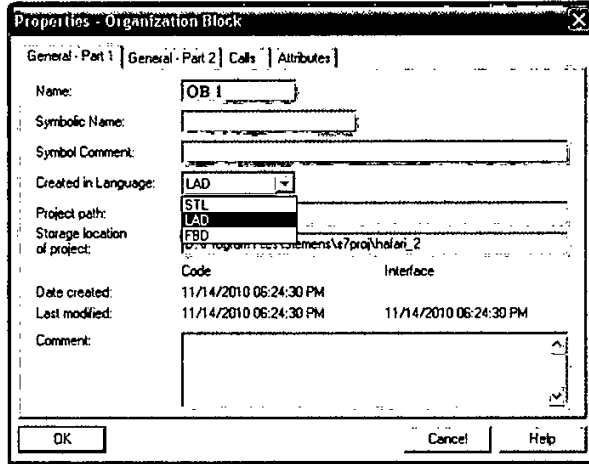 Properties - Organization Block
General - Part 1 General - Part 2 Calls Attributes
Name: OB 1
Symbolic Name:
Symbol Comment:
Created in Language: LAD
STL
LAD
FBD
Project path:
Storage location
of project: \s7proj\hafari_2
Code Interface
Date created: 11/14/2010 06:24:30 PM
Last modified: 11/14/2010 06:24:30 PM 11/14/2010 06:24:30 PM
Comment:
OK Cancel Help